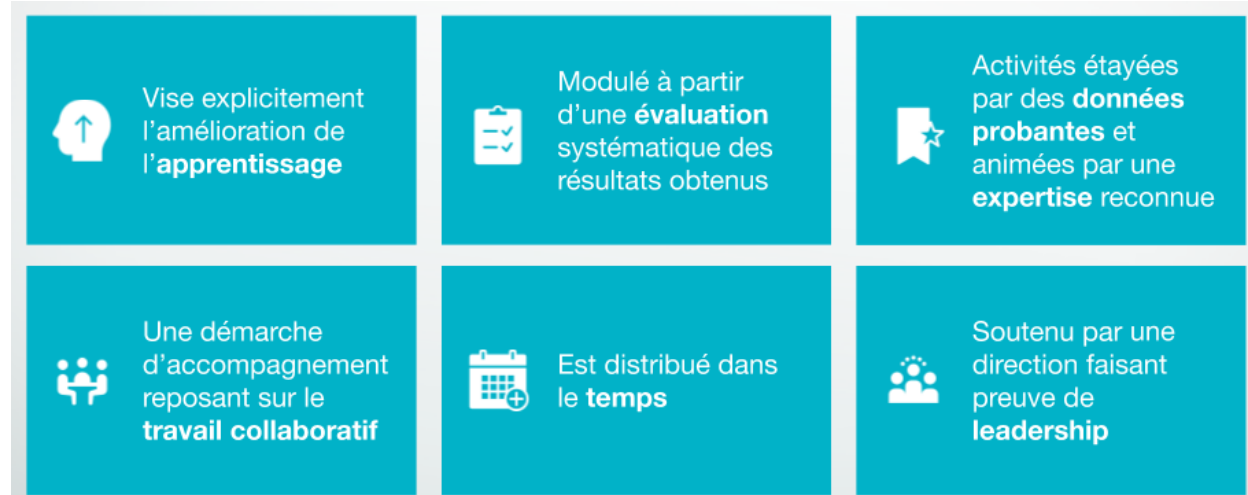 Vise explicitement
l'amélioration de
l'apprentissage
Modulé à partir
d'une évaluation
systématique des
résultats obtenus
Activités étayées
par des données
probantes et
animées par une
expertise reconnue
Une démarche
d'accompagnement
reposant sur le
travail collaboratif
Est distribué dans
le temps
Soutenu par une
direction faisant
preuve de
leadership